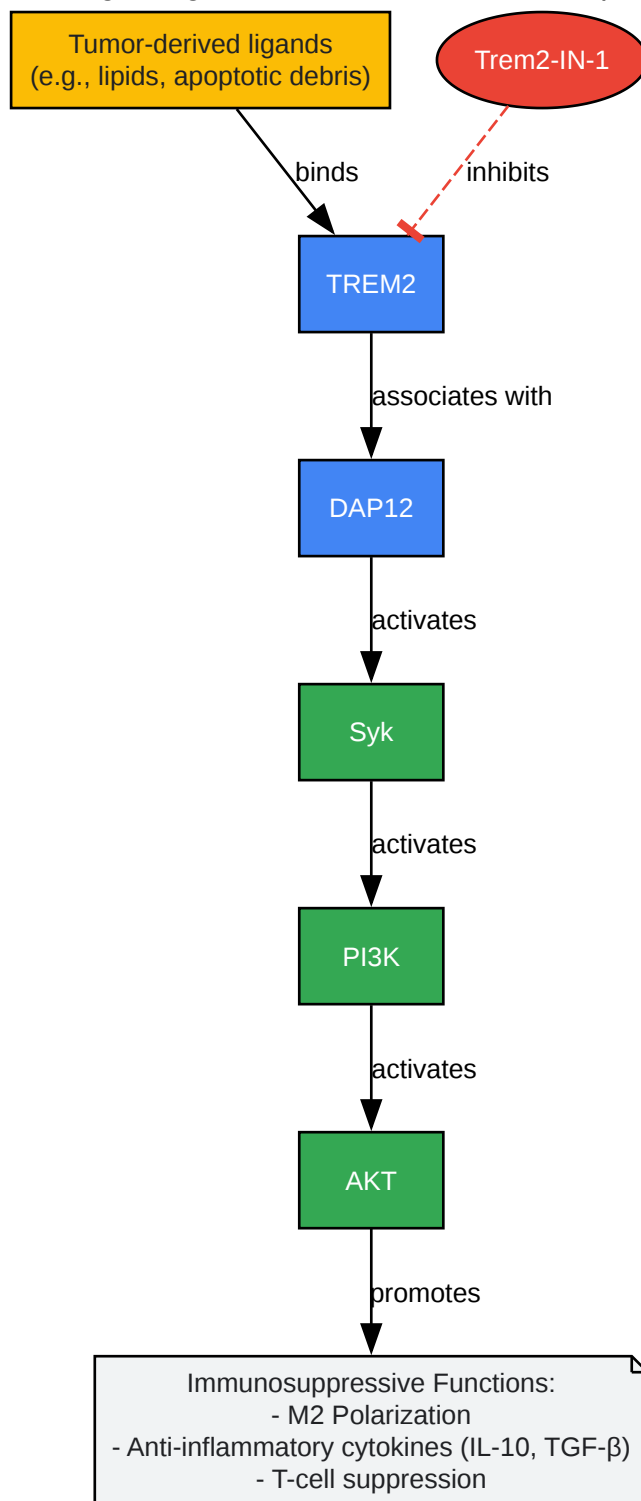 Tumor-derived ligands
(e.g., lipids, apoptotic debris)
Trem2-IN-1
binds
inhibits
TREM2
associates with
DAP12
activates
Syk
activates
PI3K
activates
AKT
promotes
Immunosuppressive Functions:
- M2 Polarization
- Anti-inflammatory cytokines (IL-10, TGF-β)
- T-cell suppression